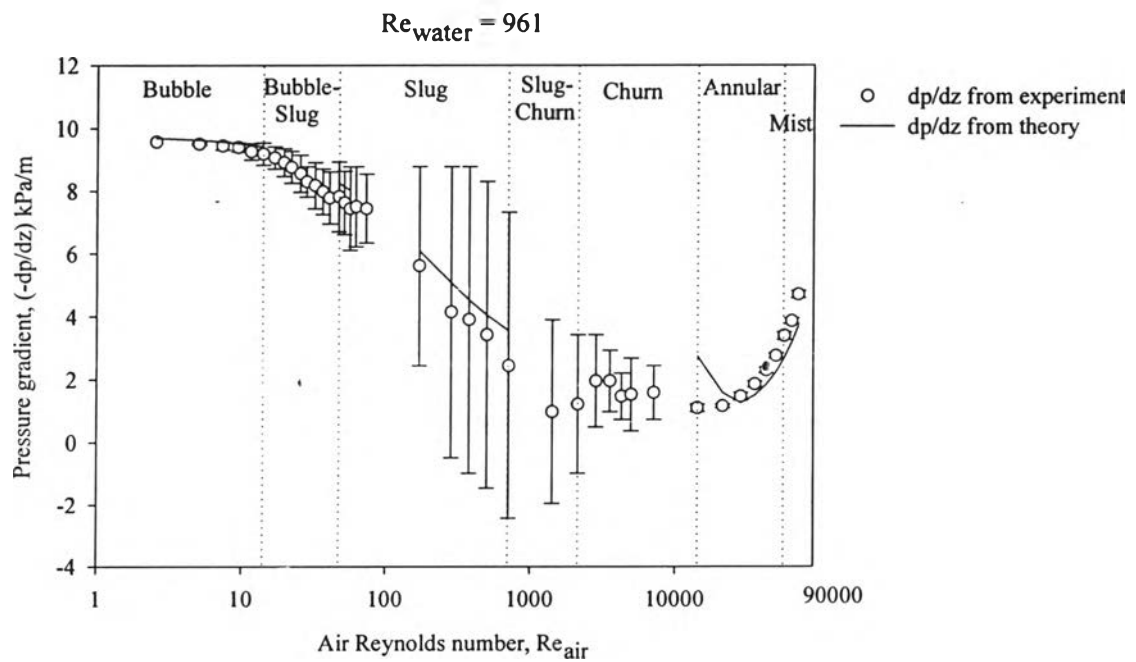 Re_water = 961
12
10
8
6
4
2
0
-2
-4
Pressure gradient, (-dp/dz) kPa/m
Bubble
Bubble-
Slug
Slug
Slug-
Churn
Churn
Annular
Mist
dp/dz from experiment
dp/dz from theory
1
10
100
1000
10000
90000
Air Reynolds number, Re_air